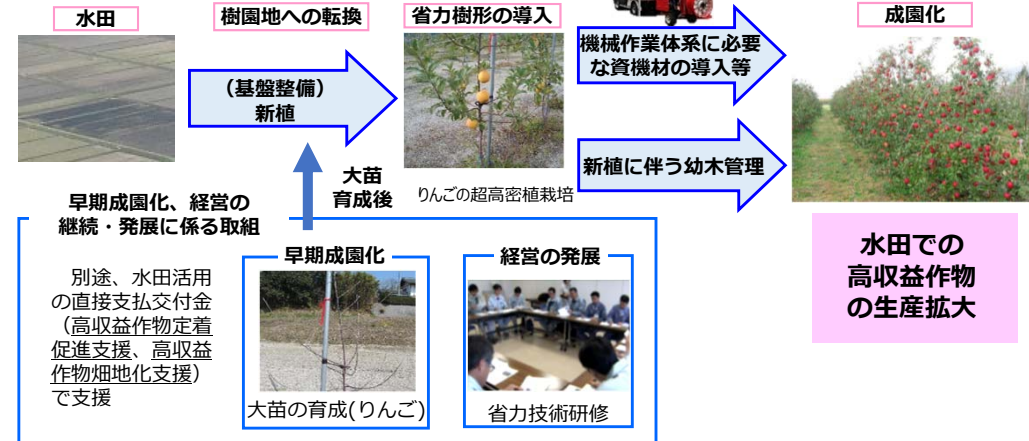 水田
樹園地への転換
省力樹形の導入
成園化
（基盤整備）
新植
機械作業体系に必要
な資機材の導入等
新植に伴う幼木管理
大苗
育成後
りんごの超高密植栽培
早期成園化、経営の
継続・発展に係る取組
別途、水田活用
の直接支払交付金
（高収益作物定着
促進支援、高収益
作物畑地化支援）
で支援
早期成園化
大苗の育成(りんご)
経営の発展
省力技術研修
水田での
高収益作物
の生産拡大